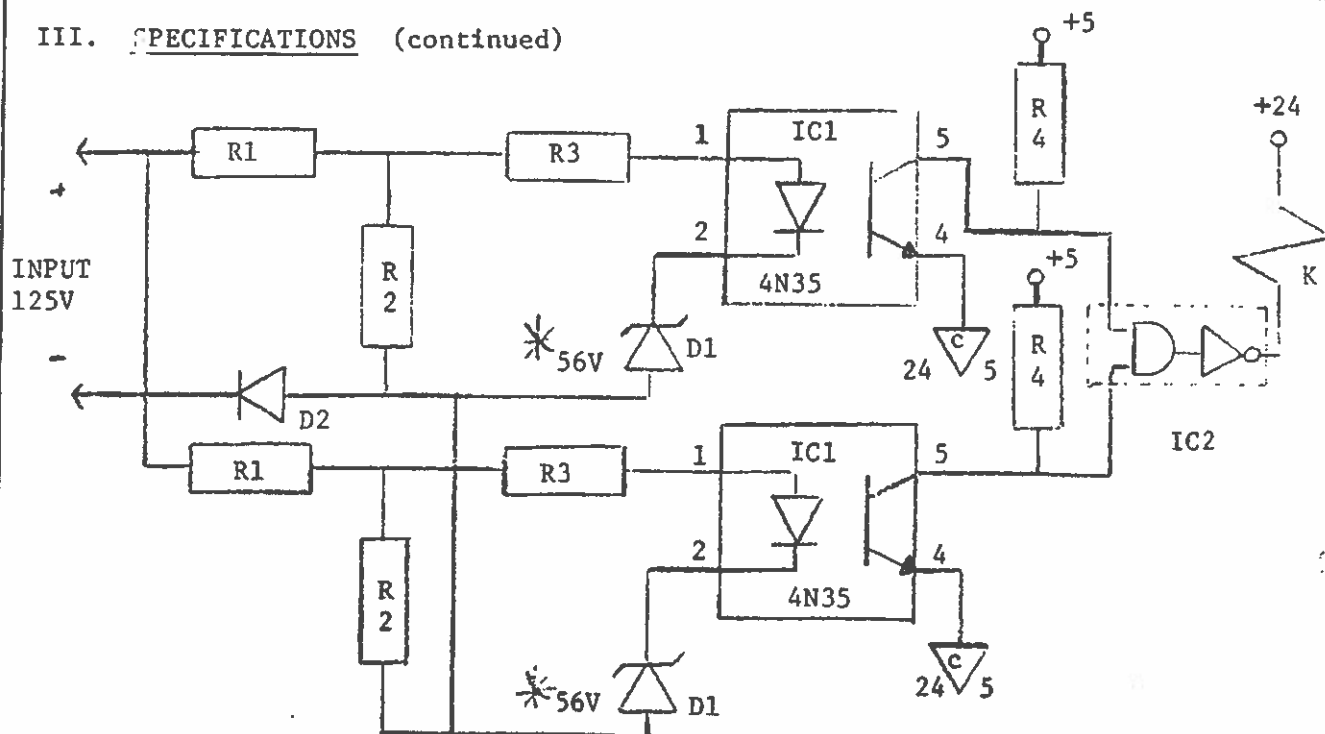 III. SPECIFICATIONS (continued)
+5
R
4
+24
IC1
R1
R3
1
5
+
2
4
R
2
4N35
+5
INPUT
125V
K
56V
D1
C
24 5
R
4
-
D2
IC2
R1
R3
1
IC1
5
2
4
R
2
4N35
C
24 5
56V
D1